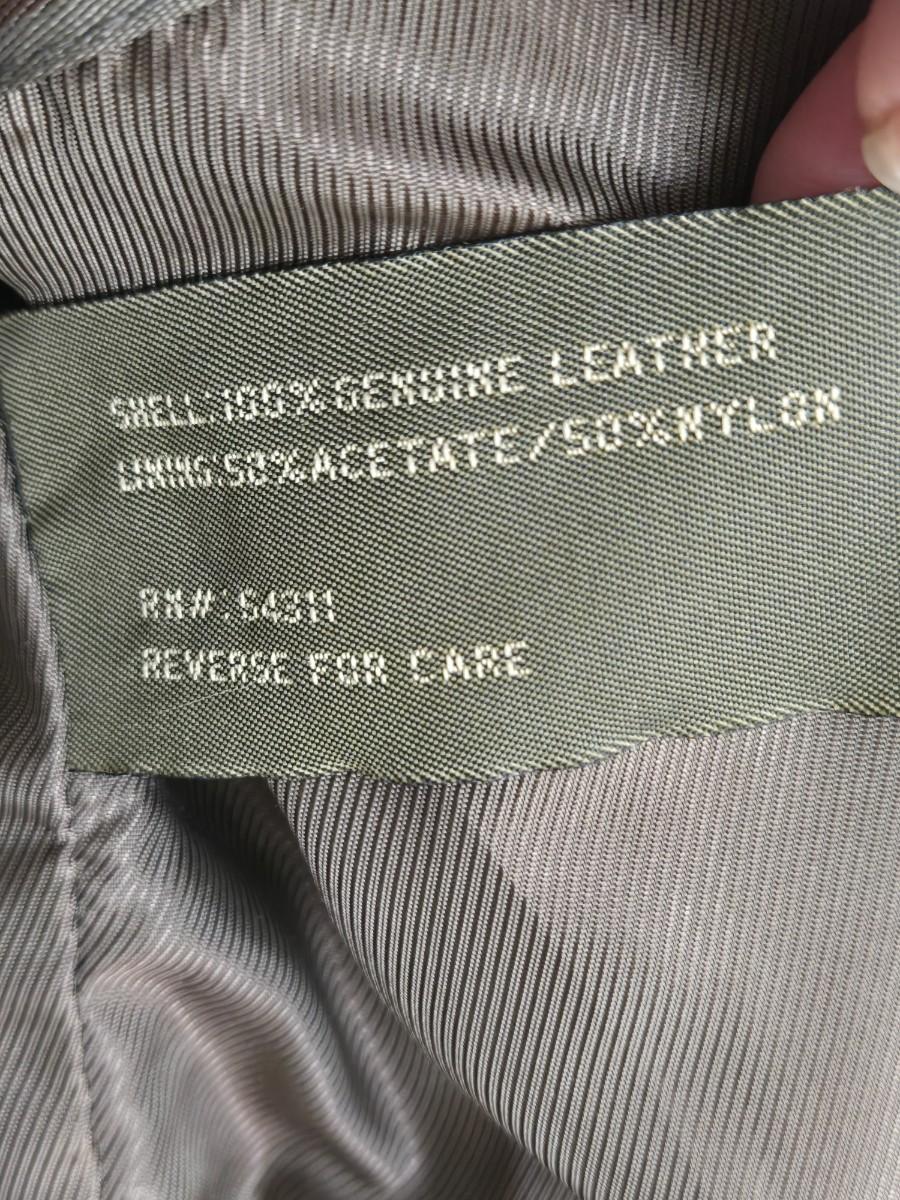 SHELL:100% GENUINE LEATHER
LINING:50%ACETATE/50%NYLON
RN#:54311
REVERSE FOR CARE